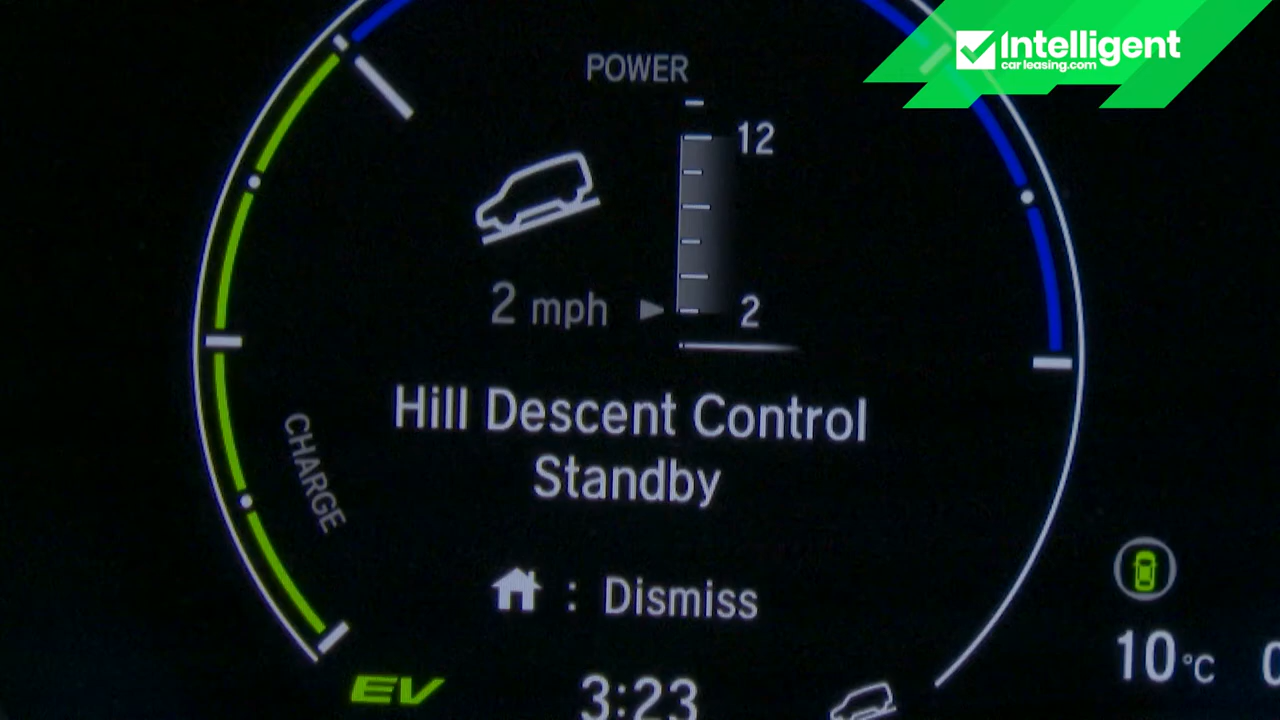 Intelligent
carleasing.com
POWER
12
2 mph
2
Hill Descent Control
Standby
CHARGE
: Dismiss
EV
3:23
10°C